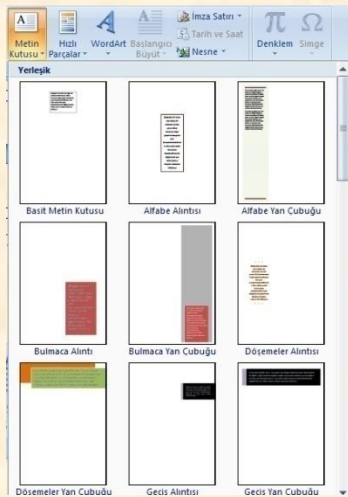 Metin Kutusu
Hızlı Parçalar
WordArt
Başlangıcı Büyüt
İmza Satırı
Tarih ve Saat
Nesne
Denklem
Simge
Yerleşik
Basit Metin Kutusu
Alfabe Alıntısı
Alfabe Yan Çubuğu
Bulmaca Alıntı
Bulmaca Yan Çubuğu
Döşemeler Alıntısı
Döşemeler Yan Çubuğu
Geçiş Alıntısı
Geçiş Yan Çubuğu